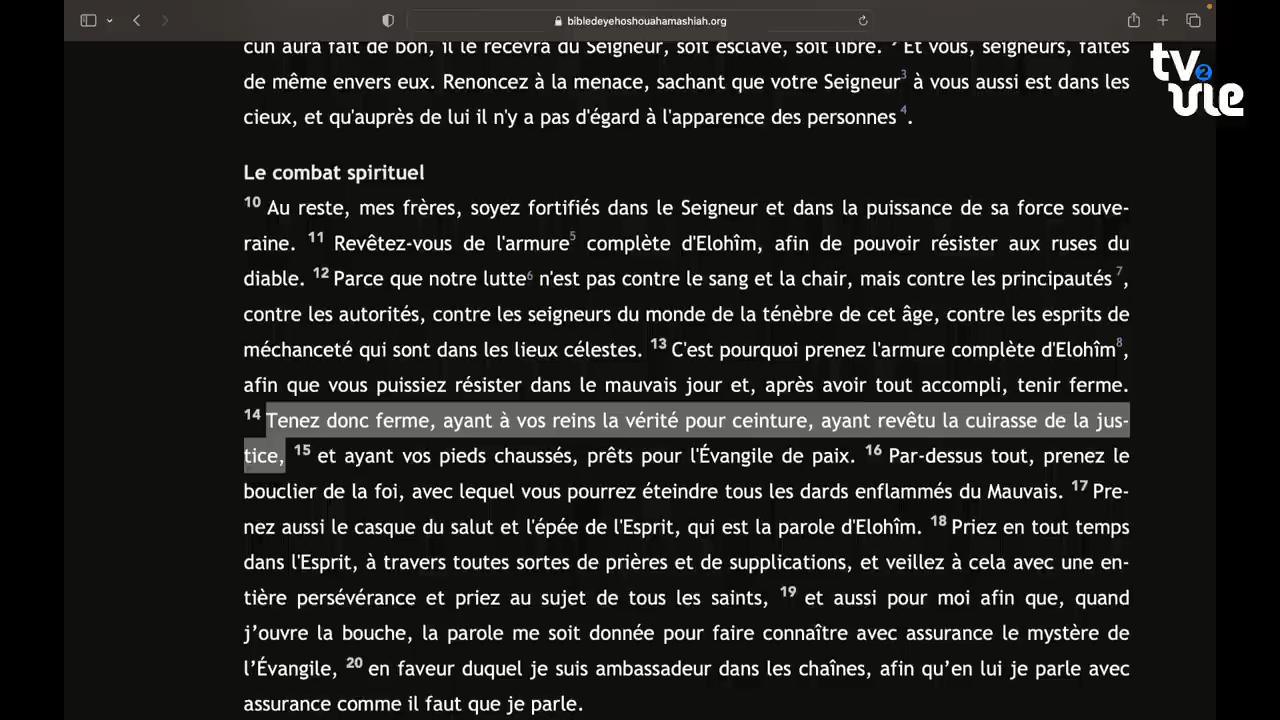 bibledeyehoshouahamashiah.org
tv2vie
cun aura fait de bon, il le recevra du Seigneur, soit esclave, soit libre. 9 Et vous, seigneurs, faites
de même envers eux. Renoncez à la menace, sachant que votre Seigneur3 à vous aussi est dans les
cieux, et qu'auprès de lui il n'y a pas d'égard à l'apparence des personnes 4.
Le combat spirituel
10 Au reste, mes frères, soyez fortifiés dans le Seigneur et dans la puissance de sa force souve-
raine. 11 Revêtez-vous de l'armure5 complète d'Elohîm, afin de pouvoir résister aux ruses du
diable. 12 Parce que notre lutte6 n'est pas contre le sang et la chair, mais contre les principautés 7,
contre les autorités, contre les seigneurs du monde de la ténèbre de cet âge, contre les esprits de
méchanceté qui sont dans les lieux célestes. 13 C'est pourquoi prenez l'armure complète d'Elohîm8,
afin que vous puissiez résister dans le mauvais jour et, après avoir tout accompli, tenir ferme.
14 Tenez donc ferme, ayant à vos reins la vérité pour ceinture, ayant revêtu la cuirasse de la jus-
tice, 15 et ayant vos pieds chaussés, prêts pour l'Évangile de paix. 16 Par-dessus tout, prenez le
bouclier de la foi, avec lequel vous pourrez éteindre tous les dards enflammés du Mauvais. 17 Pre-
nez aussi le casque du salut et l'épée de l'Esprit, qui est la parole d'Elohîm. 18 Priez en tout temps
dans l'Esprit, à travers toutes sortes de prières et de supplications, et veillez à cela avec une en-
tière persévérance et priez au sujet de tous les saints, 19 et aussi pour moi afin que, quand
j’ouvre la bouche, la parole me soit donnée pour faire connaître avec assurance le mystère de
l’Évangile, 20 en faveur duquel je suis ambassadeur dans les chaînes, afin qu’en lui je parle avec
assurance comme il faut que je parle.